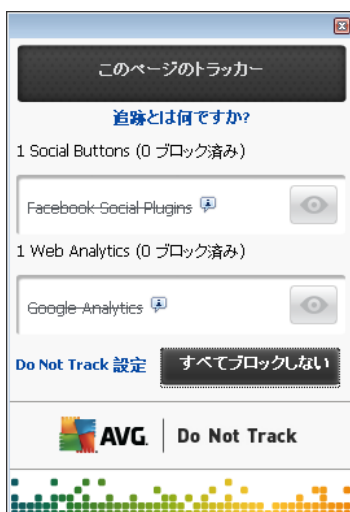 このページのトラッカー
追跡とは何ですか?
1 Social Buttons (0 ブロック済み)
Facebook Social Plugins
1 Web Analytics (0 ブロック済み)
Google Analytics
Do Not Track 設定 すべてブロックしない
AVG. Do Not Track